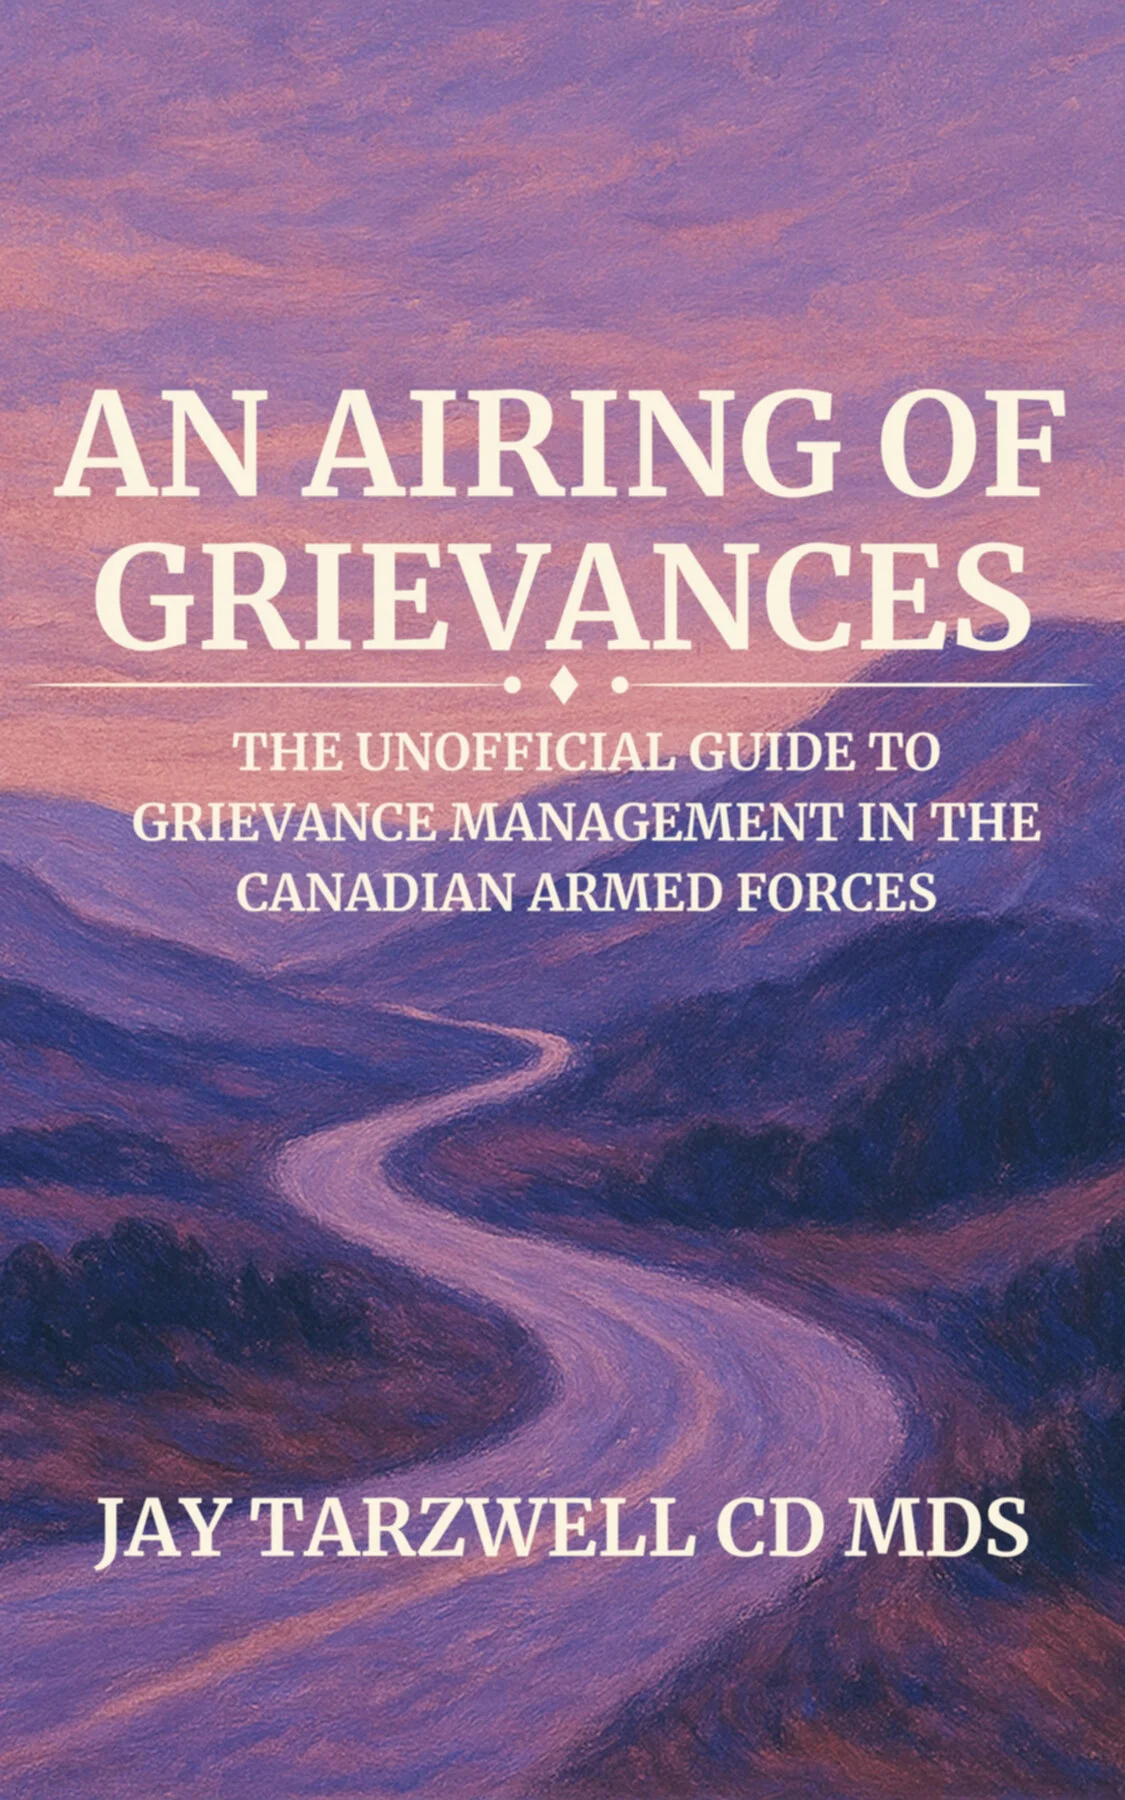 AN AIRING OF
GRIEVANCES
THE UNOFFICIAL GUIDE TO
GRIEVANCE MANAGEMENT IN THE
CANADIAN ARMED FORCES
JAY TARZWELL CD MDS